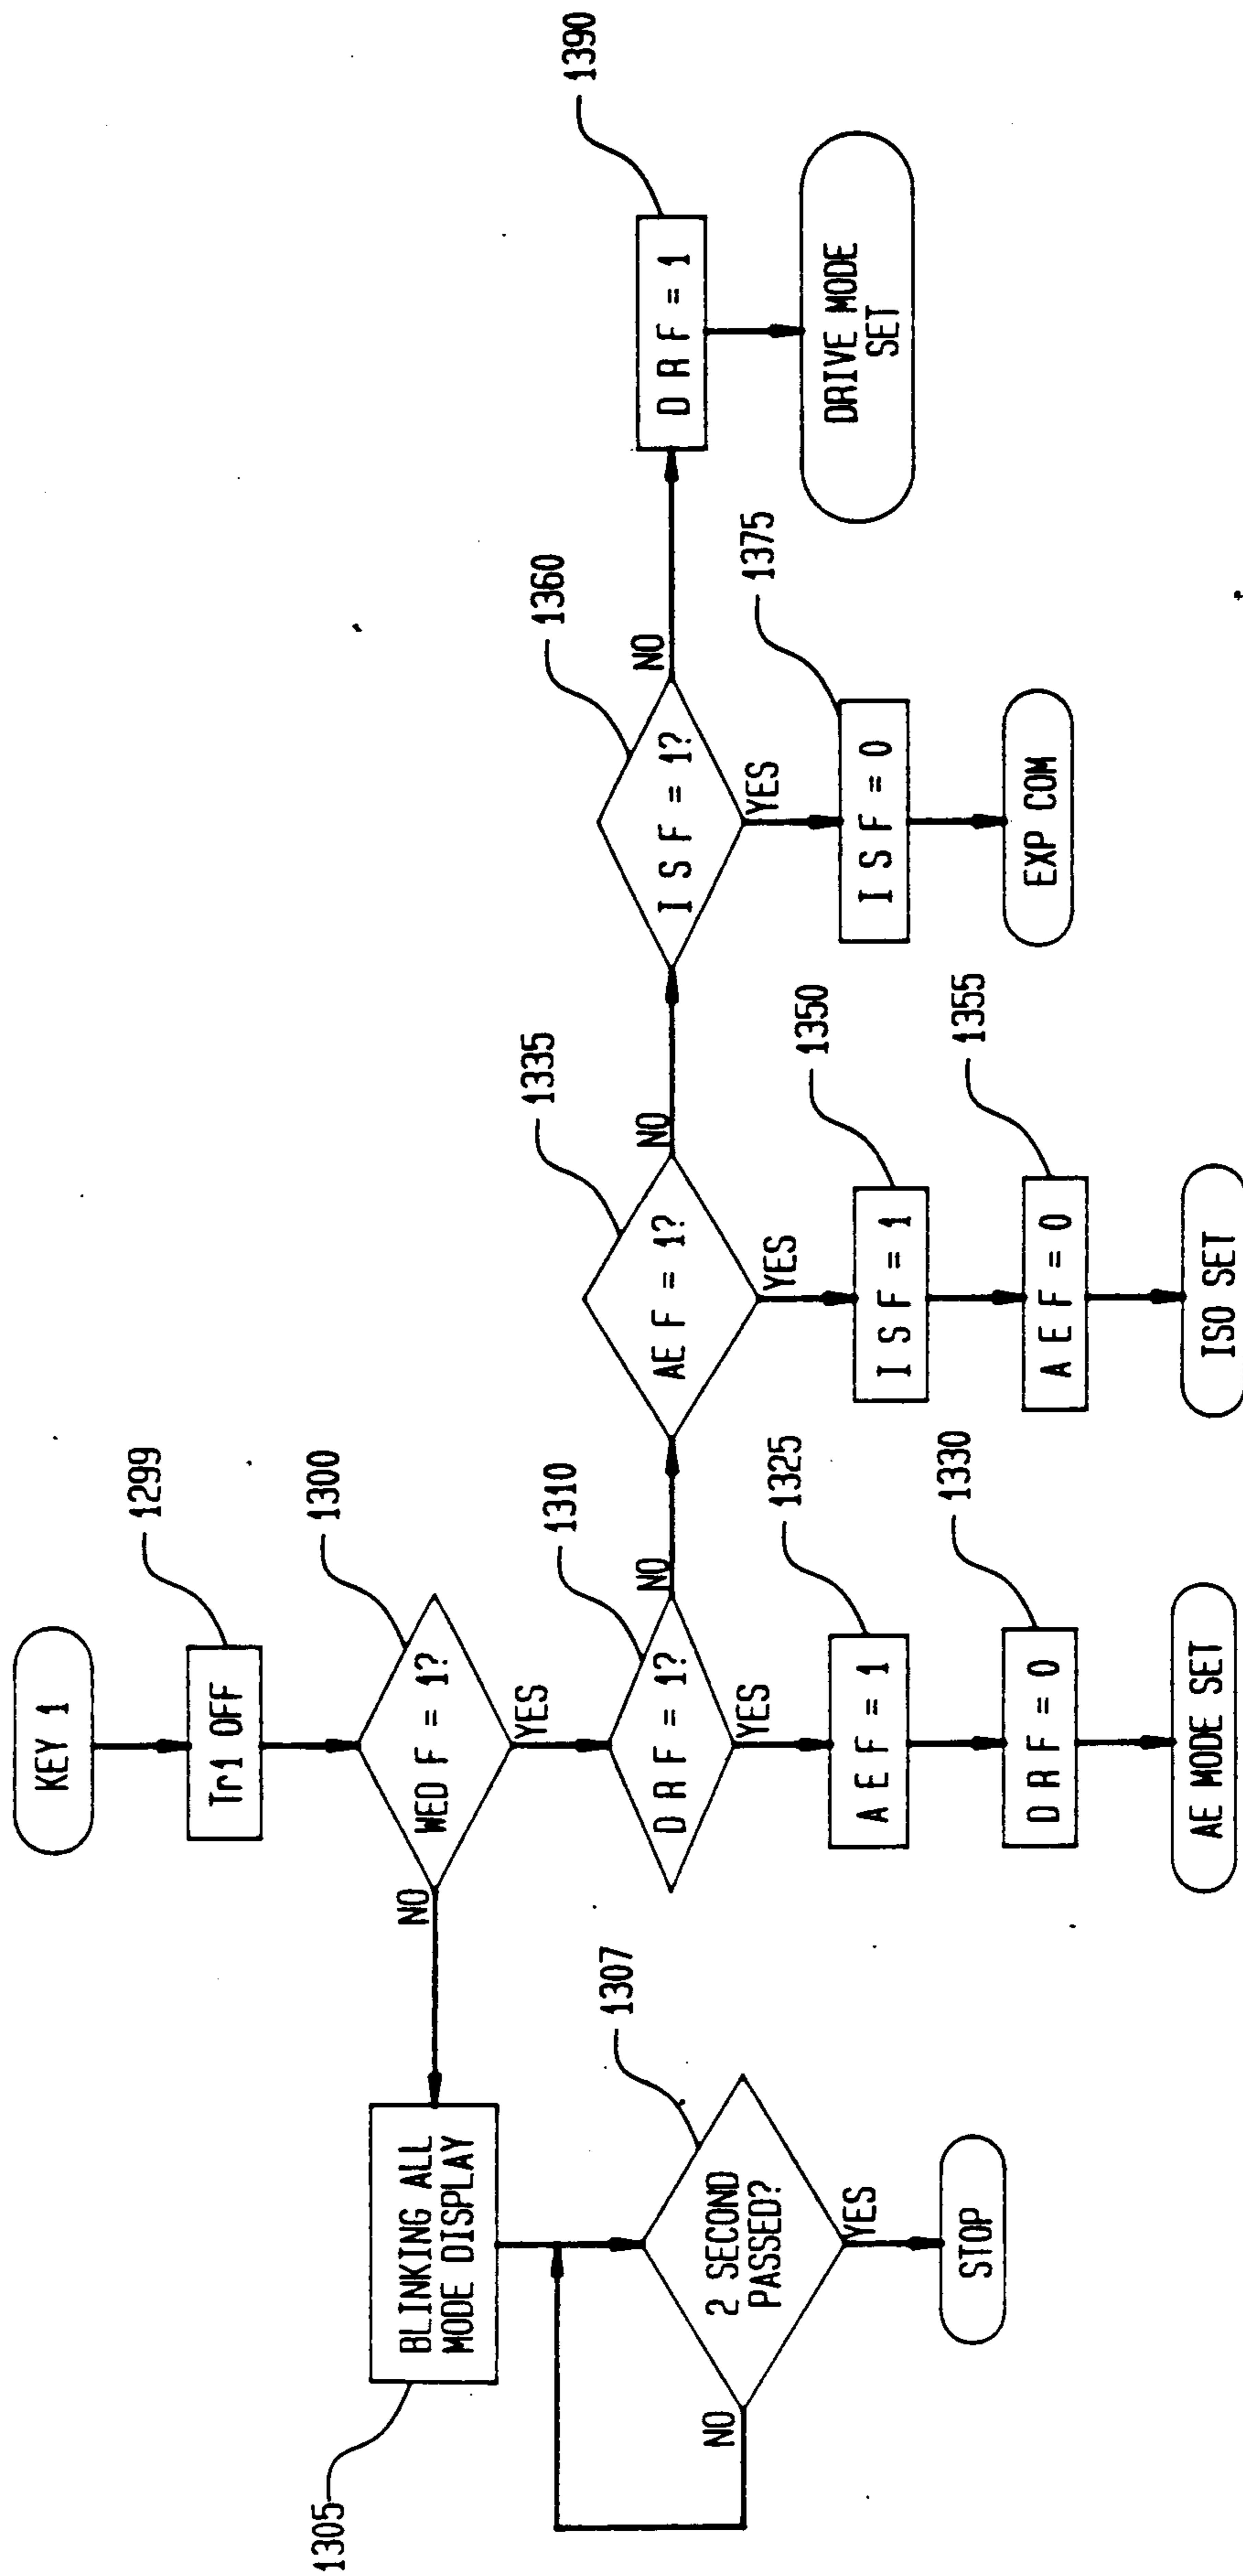 KEY 1
Tr1 OFF
1299
WED F = 1?
1300
NO
YES
BLINKING ALL
MODE DISPLAY
1305
2 SECOND
PASSED?
1307
NO
YES
STOP
D R F = 1?
1310
NO
YES
A E F = 1
1325
D R F = 0
1330
AE MODE SET
AE F = 1?
1335
NO
YES
I S F = 1
1350
A E F = 0
1355
ISO SET
I S F = 1?
1360
NO
YES
I S F = 0
1375
EXP COM
D R F = 1
1390
DRIVE MODE
SET